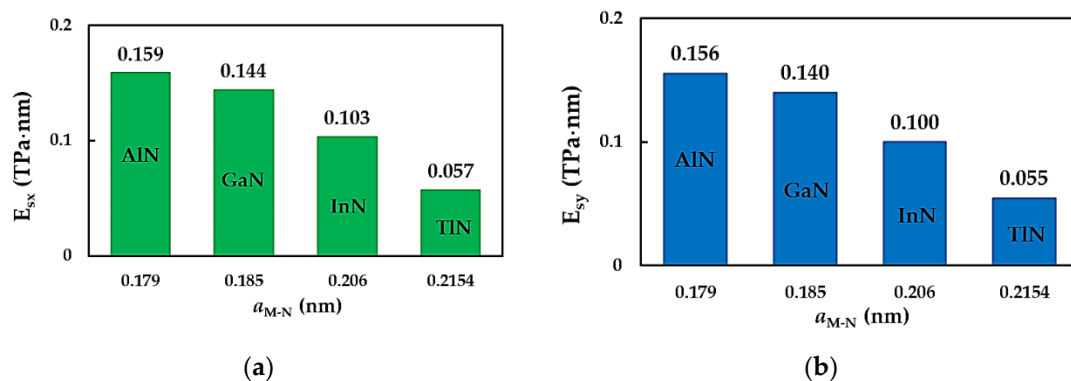 0.2
0.1
0
E_sx (TPa·nm)
0.159
0.144
0.103
0.057
AlN
GaN
InN
TlN
0.179 0.185 0.206 0.2154
a_M-N (nm)
(a)
0.2
0.1
0
E_sy (TPa·nm)
0.156
0.140
0.100
0.055
AlN
GaN
InN
TlN
0.179 0.185 0.206 0.2154
a_M-N (nm)
(b)